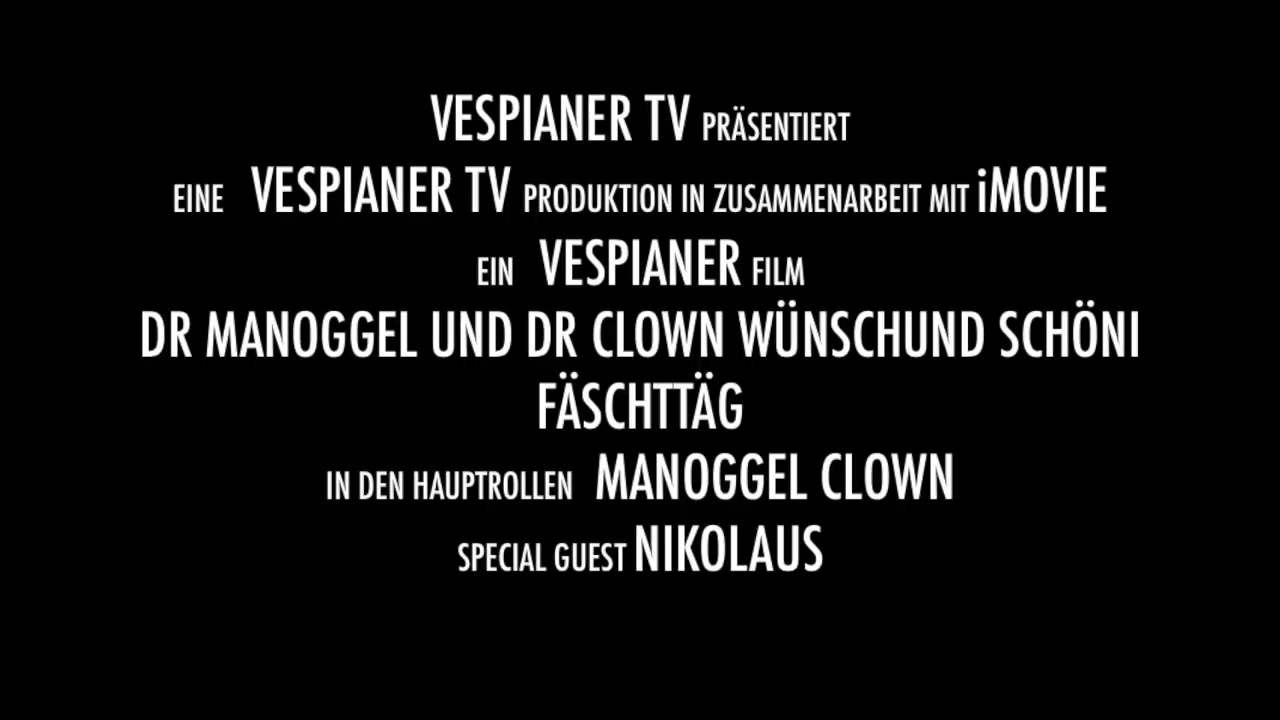 VESPIANER TV PRÄSENTIERT
EINE VESPIANER TV PRODUKTION IN ZUSAMMENARBEIT MIT iMOVIE
EIN VESPIANER FILM
DR MANOGGEL UND DR CLOWN WÜNSCHUND SCHÖNI
FÄSCHTTÄG
IN DEN HAUPTROLLEN MANOGGEL CLOWN
SPECIAL GUEST NIKOLAUS